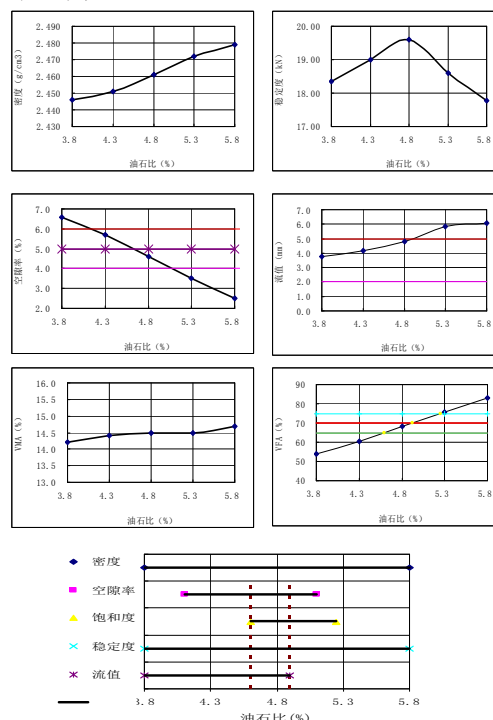 2.490
2.480
2.470
2.460
2.450
2.440
2.430
密度(g/cm3)
3.8 4.3 4.8 5.3 5.8
油石比(%)
20.00
19.00
18.00
17.00
稳定度(kN)
3.8 4.3 4.8 5.3 5.8
油石比(%)
7.0
6.0
5.0
4.0
3.0
2.0
空隙率(%)
3.8 4.3 4.8 5.3 5.8
油石比(%)
7.0
6.0
5.0
4.0
3.0
2.0
1.0
0.0
流值(mm)
3.8 4.3 4.8 5.3 5.8
油石比(%)
16.0
15.5
15.0
14.5
14.0
13.5
13.0
VMA(%)
3.8 4.3 4.8 5.3 5.8
油石比(%)
90
80
70
60
50
40
VFA(%)
3.8 4.3 4.8 5.3 5.8
油石比(%)
密度
空隙率
饱和度
稳定度
流值
3.8 4.3 4.8 5.3 5.8
油石比(%)